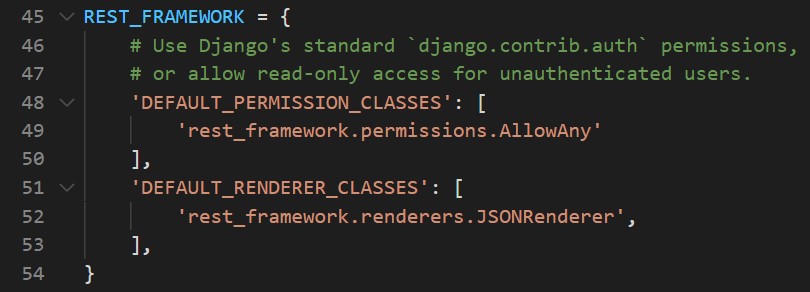 45 REST_FRAMEWORK = {
46     # Use Django's standard `django.contrib.auth` permissions,
47     # or allow read-only access for unauthenticated users.
48     'DEFAULT_PERMISSION_CLASSES': [
49         'rest_framework.permissions.AllowAny'
50     ],
51     'DEFAULT_RENDERER_CLASSES': [
52         'rest_framework.renderers.JSONRenderer',
53     ],
54 }